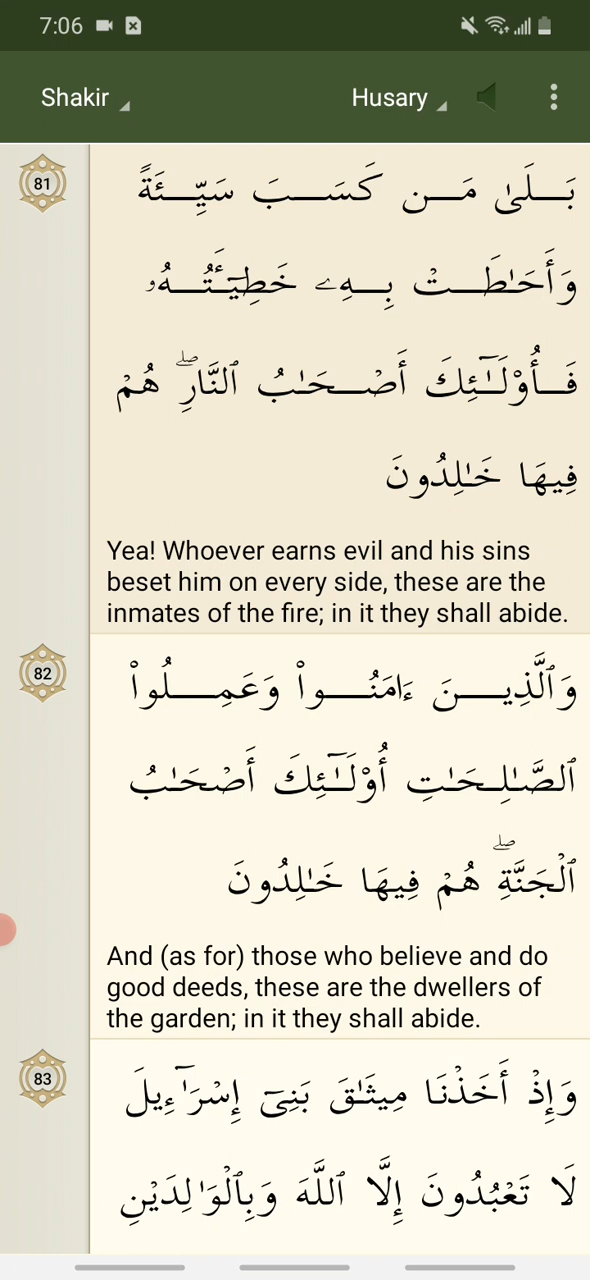 7:06
Shakir
Husary
81
بَلَىٰ مَن كَسَبَ سَيِّئَةً
وَأَحَـٰطَتْ بِهِۦ خَطِيٓـَٔتُهُۥ
فَأُو۟لَـٰٓئِكَ أَصْحَـٰبُ ٱلنَّارِ ۖ هُمْ
فِيهَا خَـٰلِدُونَ
Yea! Whoever earns evil and his sins
beset him on every side, these are the
inmates of the fire; in it they shall abide.
82
وَٱلَّذِينَ ءَامَنُوا۟ وَعَمِلُوا۟
ٱلصَّـٰلِحَـٰتِ أُو۟لَـٰٓئِكَ أَصْحَـٰبُ
ٱلْجَنَّةِ ۖ هُمْ فِيهَا خَـٰلِدُونَ
And (as for) those who believe and do
good deeds, these are the dwellers of
the garden; in it they shall abide.
83
وَإِذْ أَخَذْنَا مِيثَـٰقَ بَنِىٓ إِسْرَٰٓءِيلَ
لَا تَعْبُدُونَ إِلَّا ٱللَّهَ وَبِٱلْوَٰلِدَيْنِ